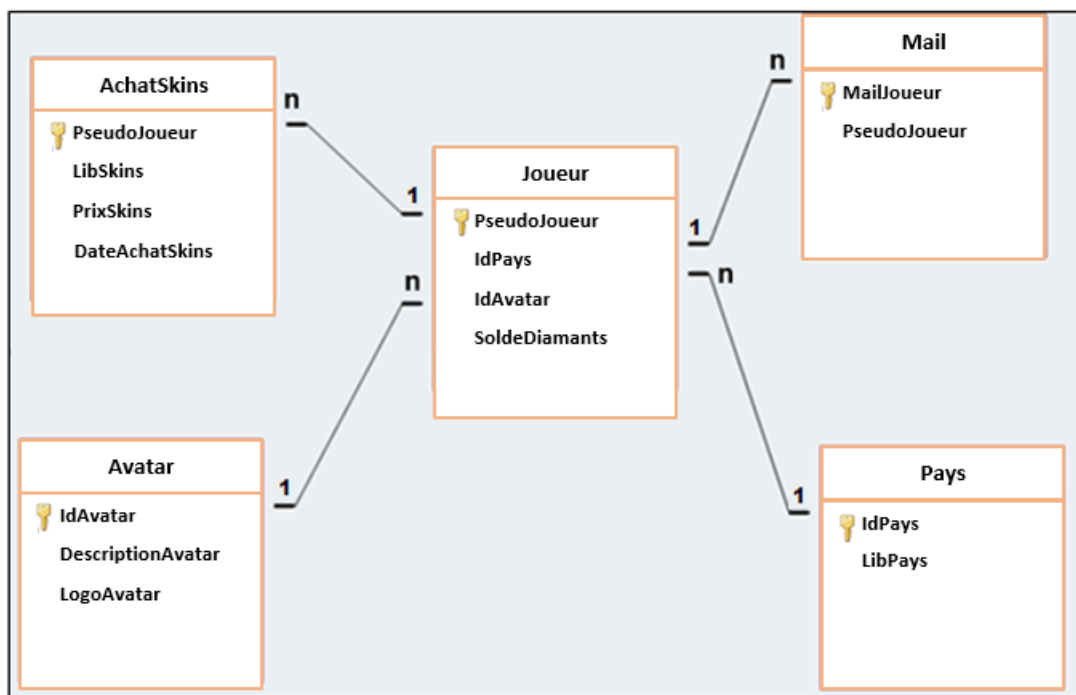 AchatSkins
PseudoJoueur
LibSkins
PrixSkins
DateAchatSkins
n
1
Mail
MailJoueur
PseudoJoueur
n
1
Joueur
PseudoJoueur
IdPays
IdAvatar
SoldeDiamants
n
1
n
1
Avatar
IdAvatar
DescriptionAvatar
LogoAvatar
Pays
IdPays
LibPays